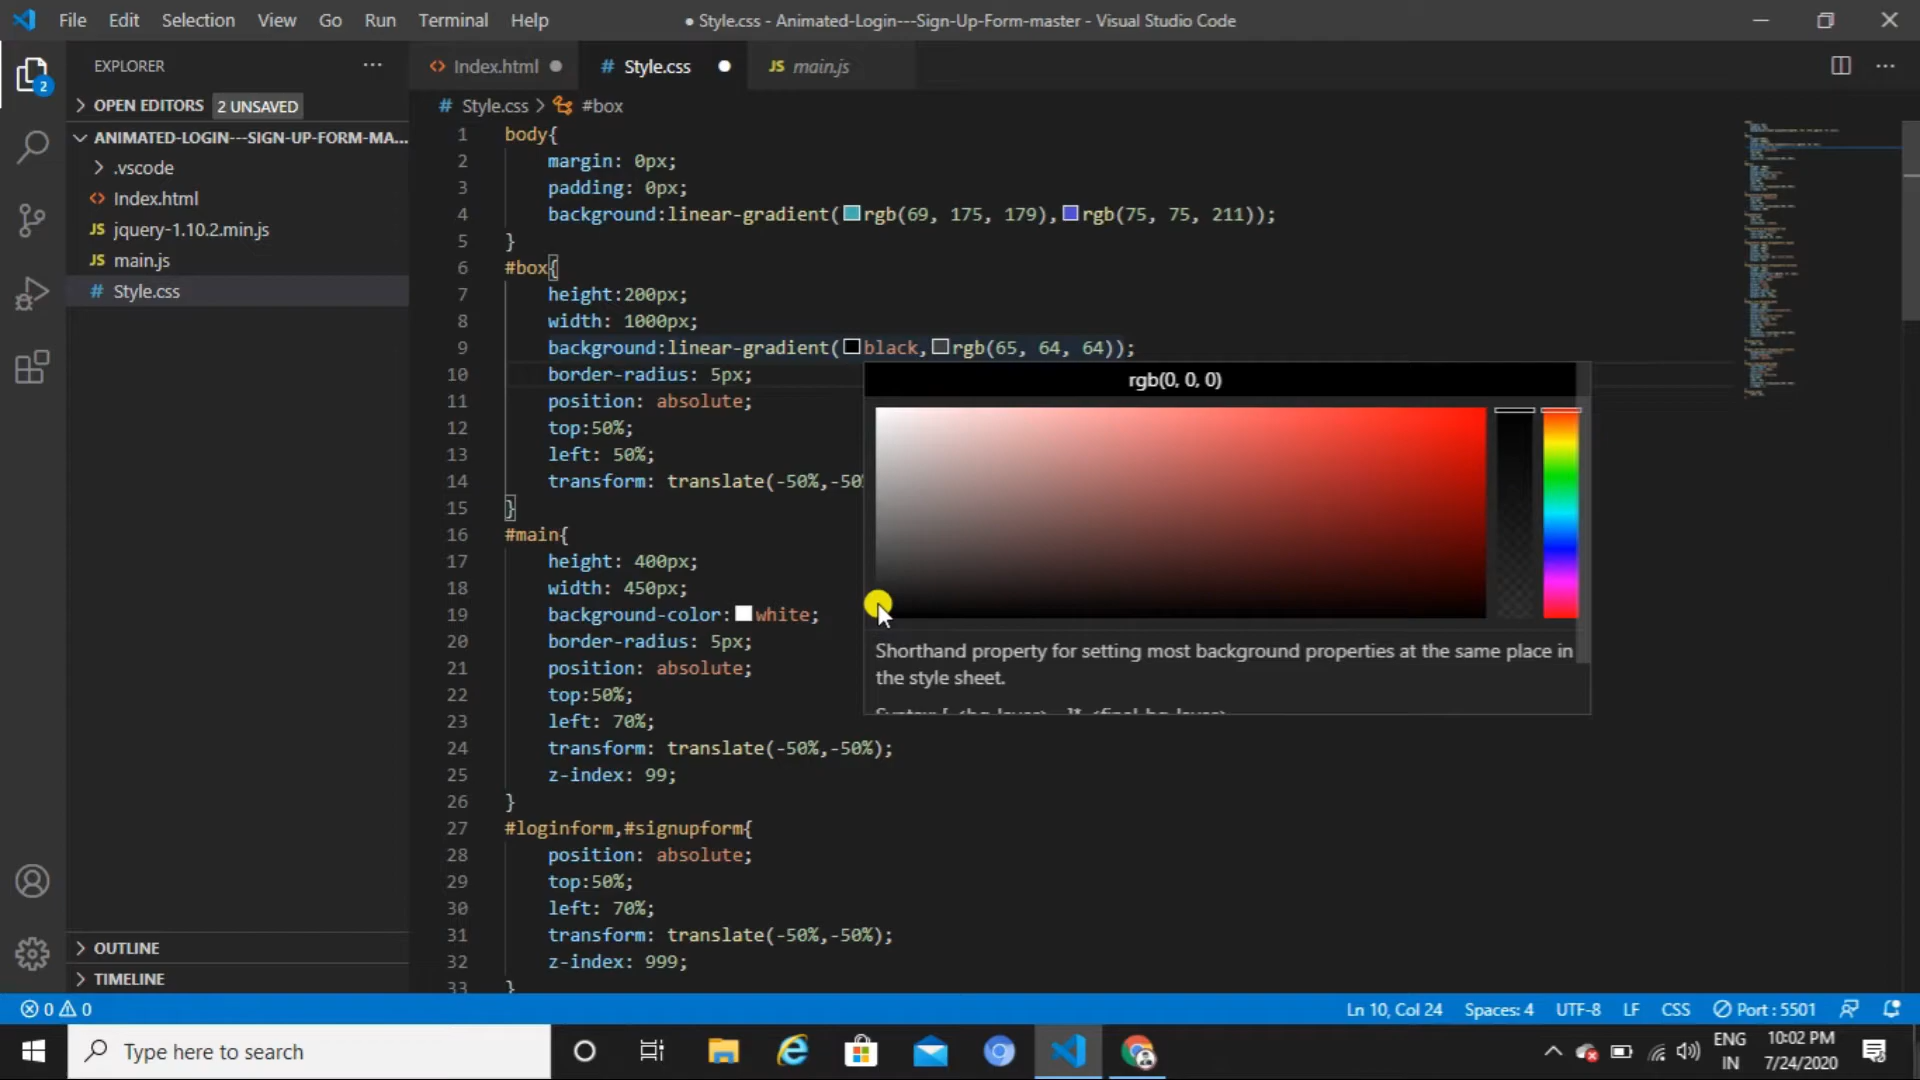 File Edit Selection View Go Run Terminal Help
● Style.css - Animated-Login---Sign-Up-Form-master - Visual Studio Code
EXPLORER
OPEN EDITORS 2 UNSAVED
ANIMATED-LOGIN---SIGN-UP-FORM-MA...
.vscode
<> Index.html
JS jquery-1.10.2.min.js
JS main.js
# Style.css
OUTLINE
TIMELINE
2
<> Index.html
# Style.css
JS main.js
# Style.css > #box
1 body{
2 margin: 0px;
3 padding: 0px;
4 background:linear-gradient(rgb(69, 175, 179),rgb(75, 75, 211));
5 }
6 #box{
7 height:200px;
8 width: 1000px;
9 background:linear-gradient(black,rgb(65, 64, 64));
10 border-radius: 5px;
11 position: absolute;
12 top:50%;
13 left: 50%;
14 transform: translate(-50%,-50
15 }
16 #main{
17 height: 400px;
18 width: 450px;
19 background-color:white;
20 border-radius: 5px;
21 position: absolute;
22 top:50%;
23 left: 70%;
24 transform: translate(-50%,-50%);
25 z-index: 99;
26 }
27 #loginform,#signupform{
28 position: absolute;
29 top:50%;
30 left: 70%;
31 transform: translate(-50%,-50%);
32 z-index: 999;
33 }
rgb(0, 0, 0)
Shorthand property for setting most background properties at the same place in
the style sheet.
0 0
Ln 10, Col 24 Spaces: 4 UTF-8 LF CSS Port : 5501
Type here to search
ENG
IN
10:02 PM
7/24/2020